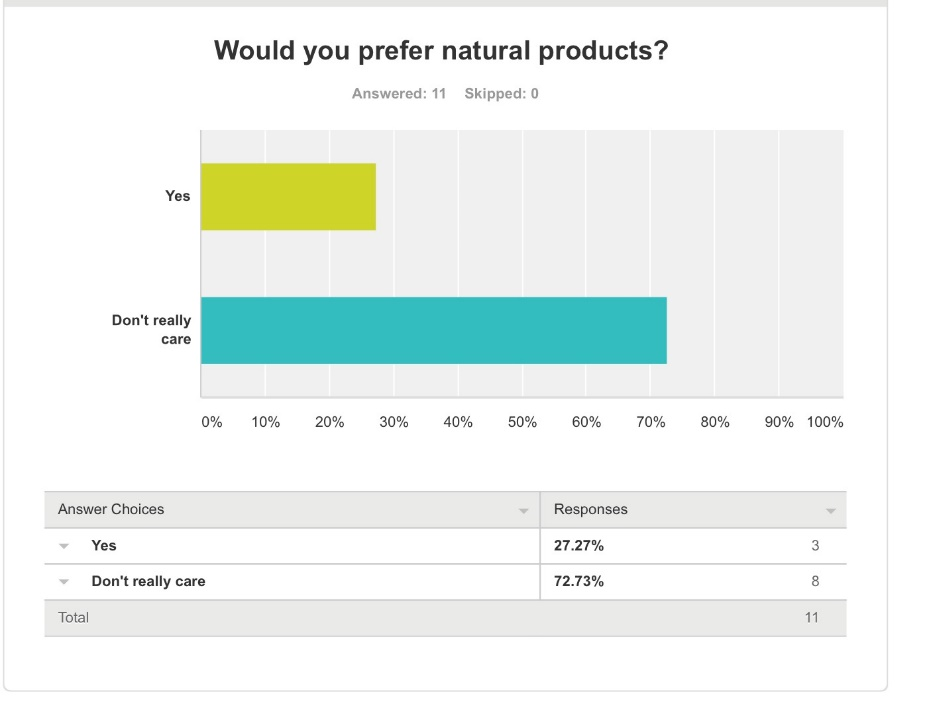 Would you prefer natural products?
Answered: 11 Skipped: 0
Yes
Don't really
care
0% 10% 20% 30% 40% 50% 60% 70% 80% 90% 100%
Answer Choices Responses
Yes 27.27% 3
Don't really care 72.73% 8
Total 11